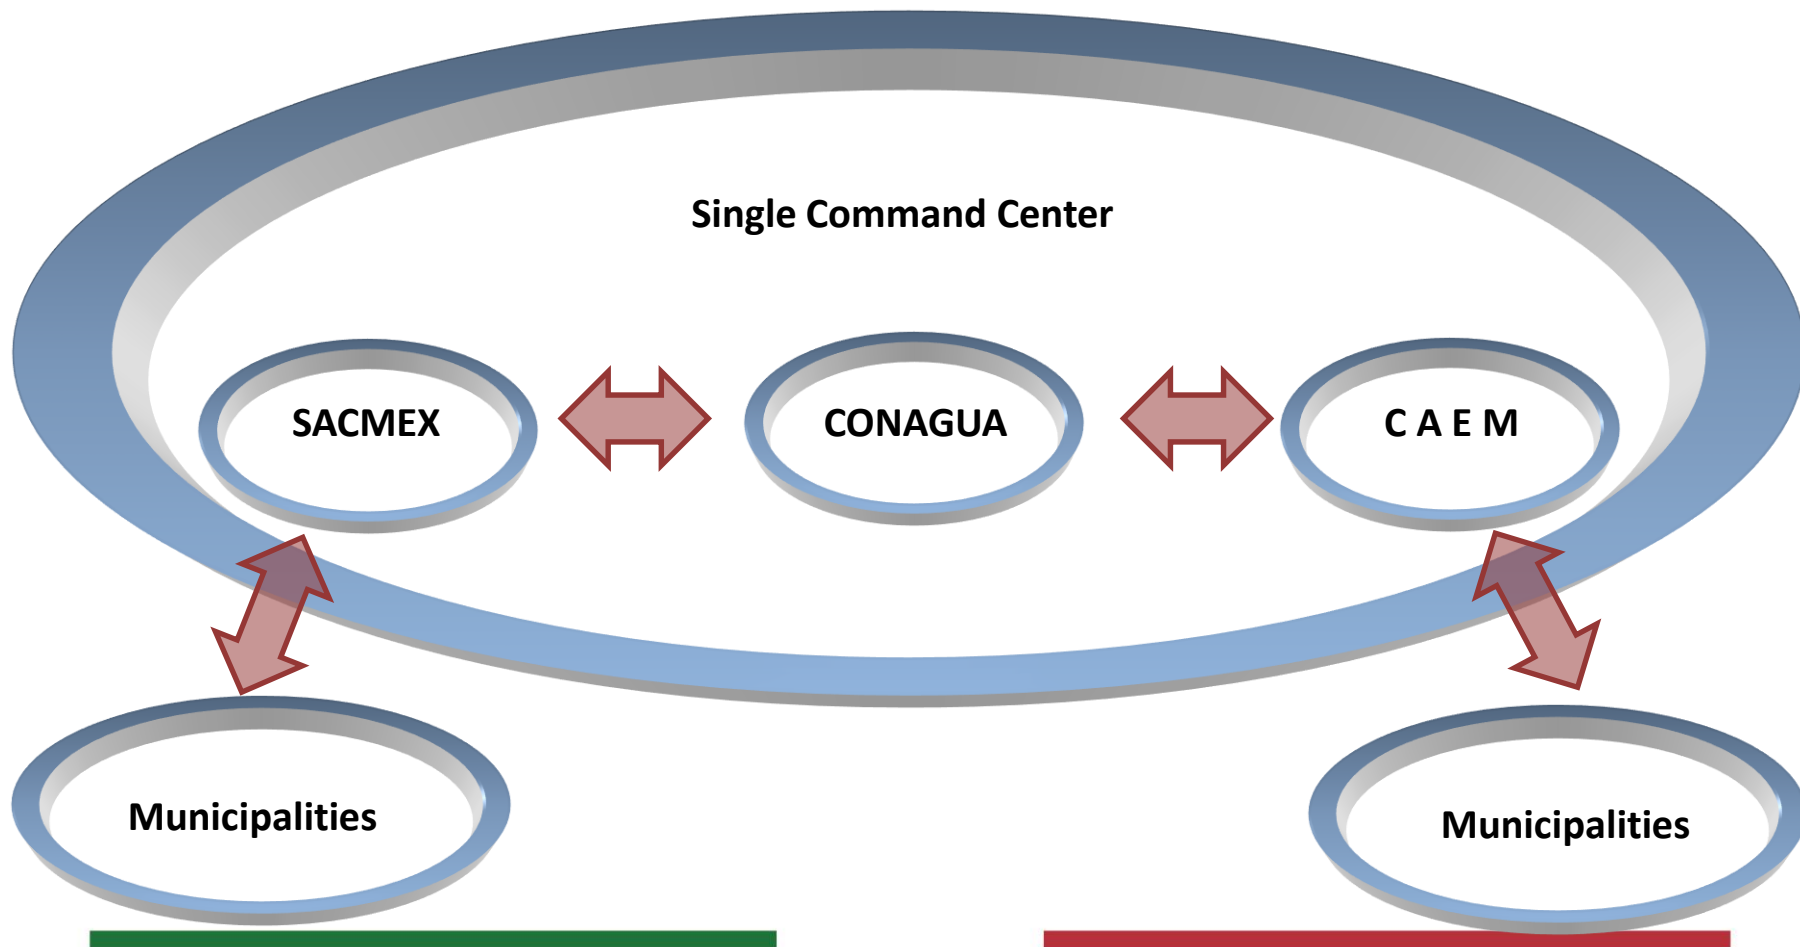 Single Command Center
SACMEX
CONAGUA
C A E M
Municipalities
Municipalities